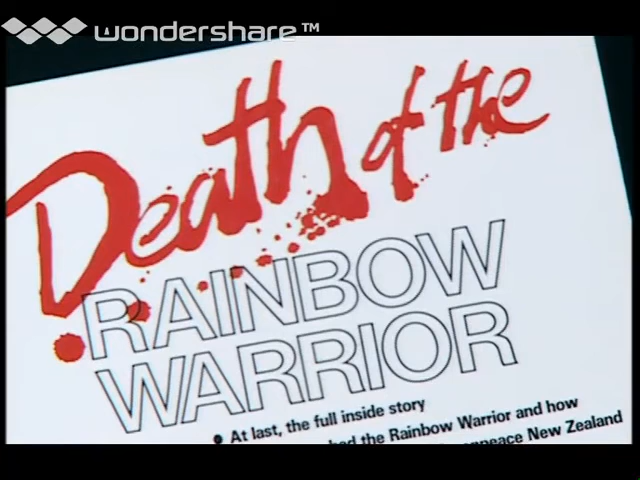 wondershare™
Death of the
RAINBOW
WARRIOR
• At last, the full inside story
the Rainbow Warrior and how
New Zealand